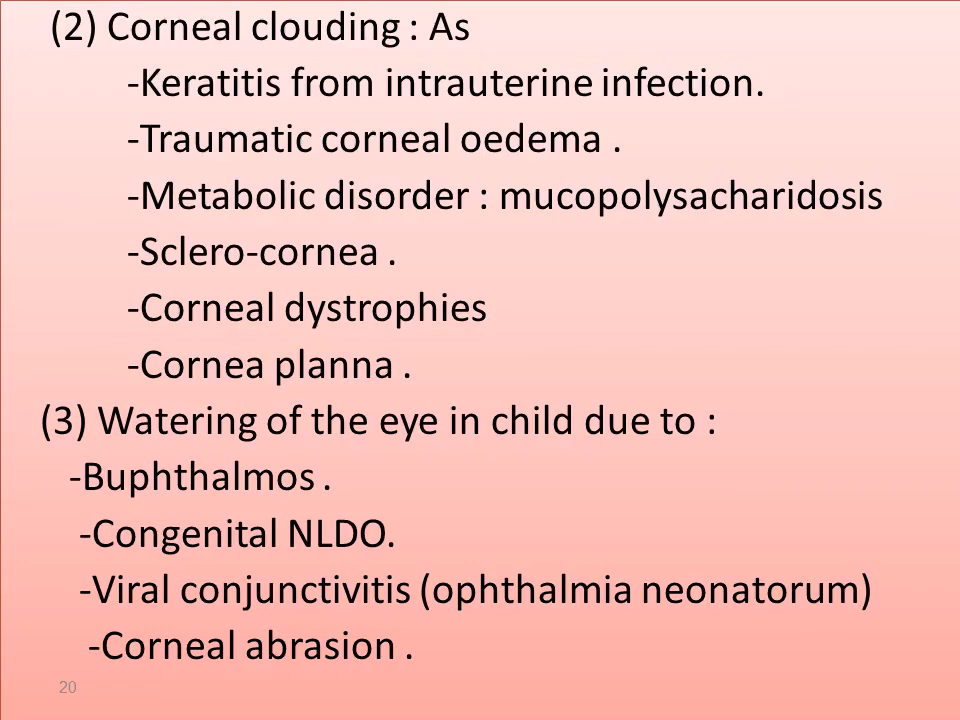 (2) Corneal clouding : As
-Keratitis from intrauterine infection.
-Traumatic corneal oedema .
-Metabolic disorder : mucopolysacharidosis
-Sclero-cornea .
-Corneal dystrophies
-Cornea planna .
(3) Watering of the eye in child due to :
-Buphthalmos .
-Congenital NLDO.
-Viral conjunctivitis (ophthalmia neonatorum)
-Corneal abrasion .
20